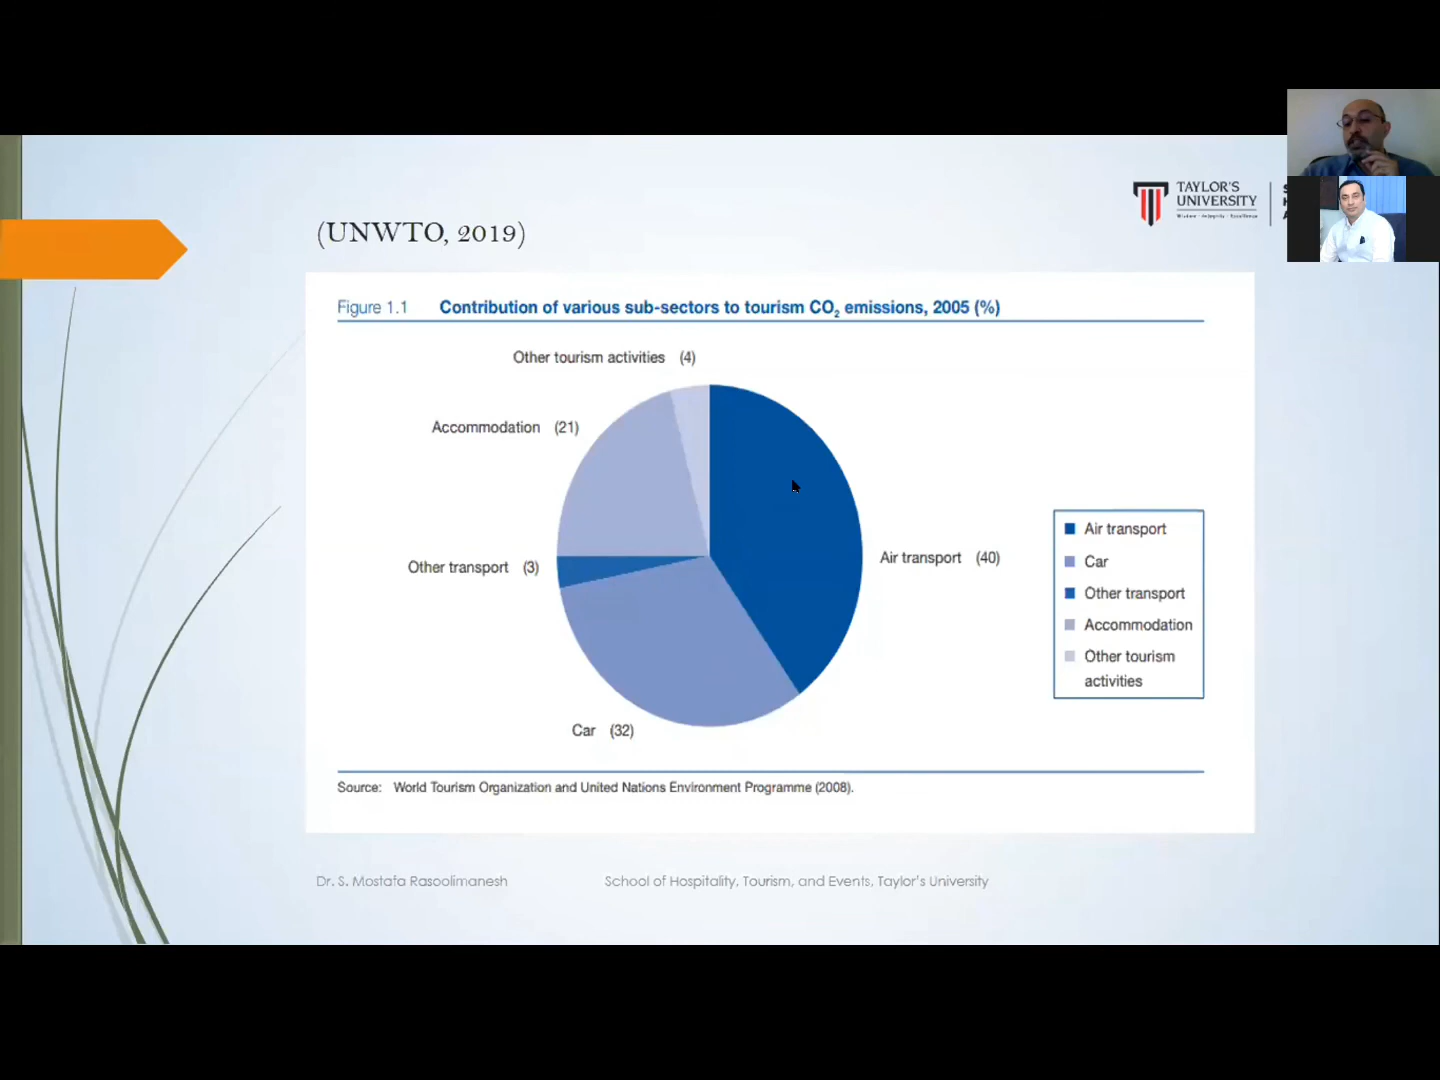 TAYLOR'S
UNIVERSITY
Wisdom · Integrity · Excellence
(UNWTO, 2019)
Figure 1.1 Contribution of various sub-sectors to tourism CO₂ emissions, 2005 (%)
Other tourism activities (4)
Accommodation (21)
Other transport (3)
Air transport (40)
Car (32)
Air transport
Car
Other transport
Accommodation
Other tourism
activities
Source: World Tourism Organization and United Nations Environment Programme (2008).
Dr. S. Mostafa Rasoolimanesh School of Hospitality, Tourism, and Events, Taylor's University